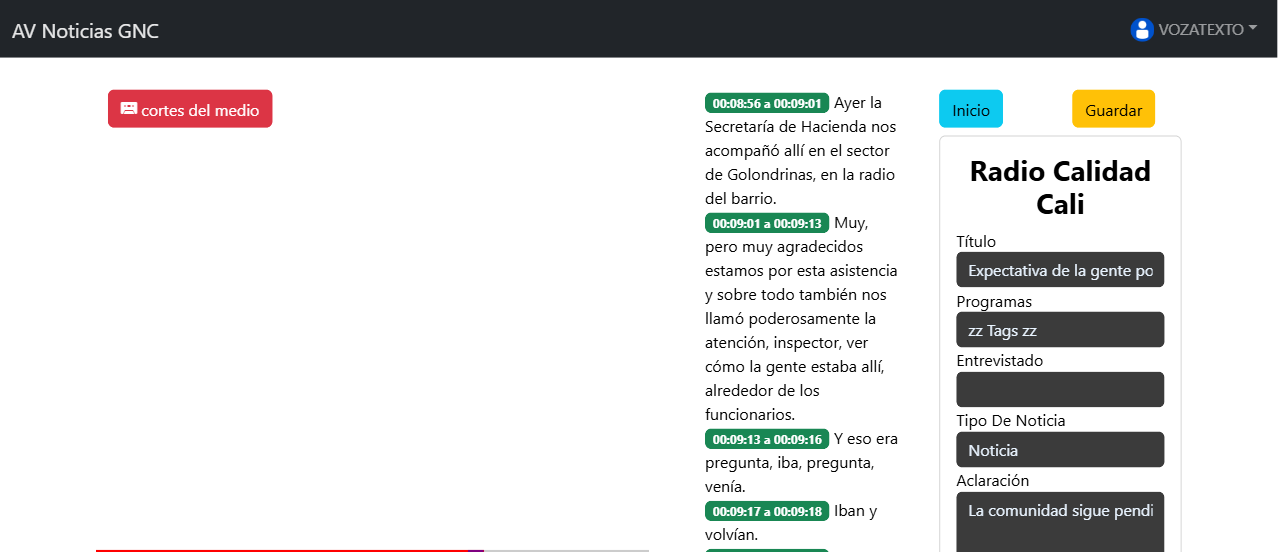 AV Noticias GNC
VOZATEXTO
cortes del medio
00:08:56 a 00:09:01 Ayer la
Secretaría de Hacienda nos
acompañó allí en el sector
de Golondrinas, en la radio
del barrio.
00:09:01 a 00:09:13 Muy,
pero muy agradecidos
estamos por esta asistencia
y sobre todo también nos
llamó poderosamente la
atención, inspector, ver
cómo la gente estaba allí,
alrededor de los
funcionarios.
00:09:13 a 00:09:16 Y eso era
pregunta, iba, pregunta,
venía.
00:09:17 a 00:09:18 Iban y
volvían.
Inicio
Guardar
Radio Calidad
Cali
Título
Expectativa de la gente po
Programas
zz Tags zz
Entrevistado
Tipo De Noticia
Noticia
Aclaración
La comunidad sigue pendi